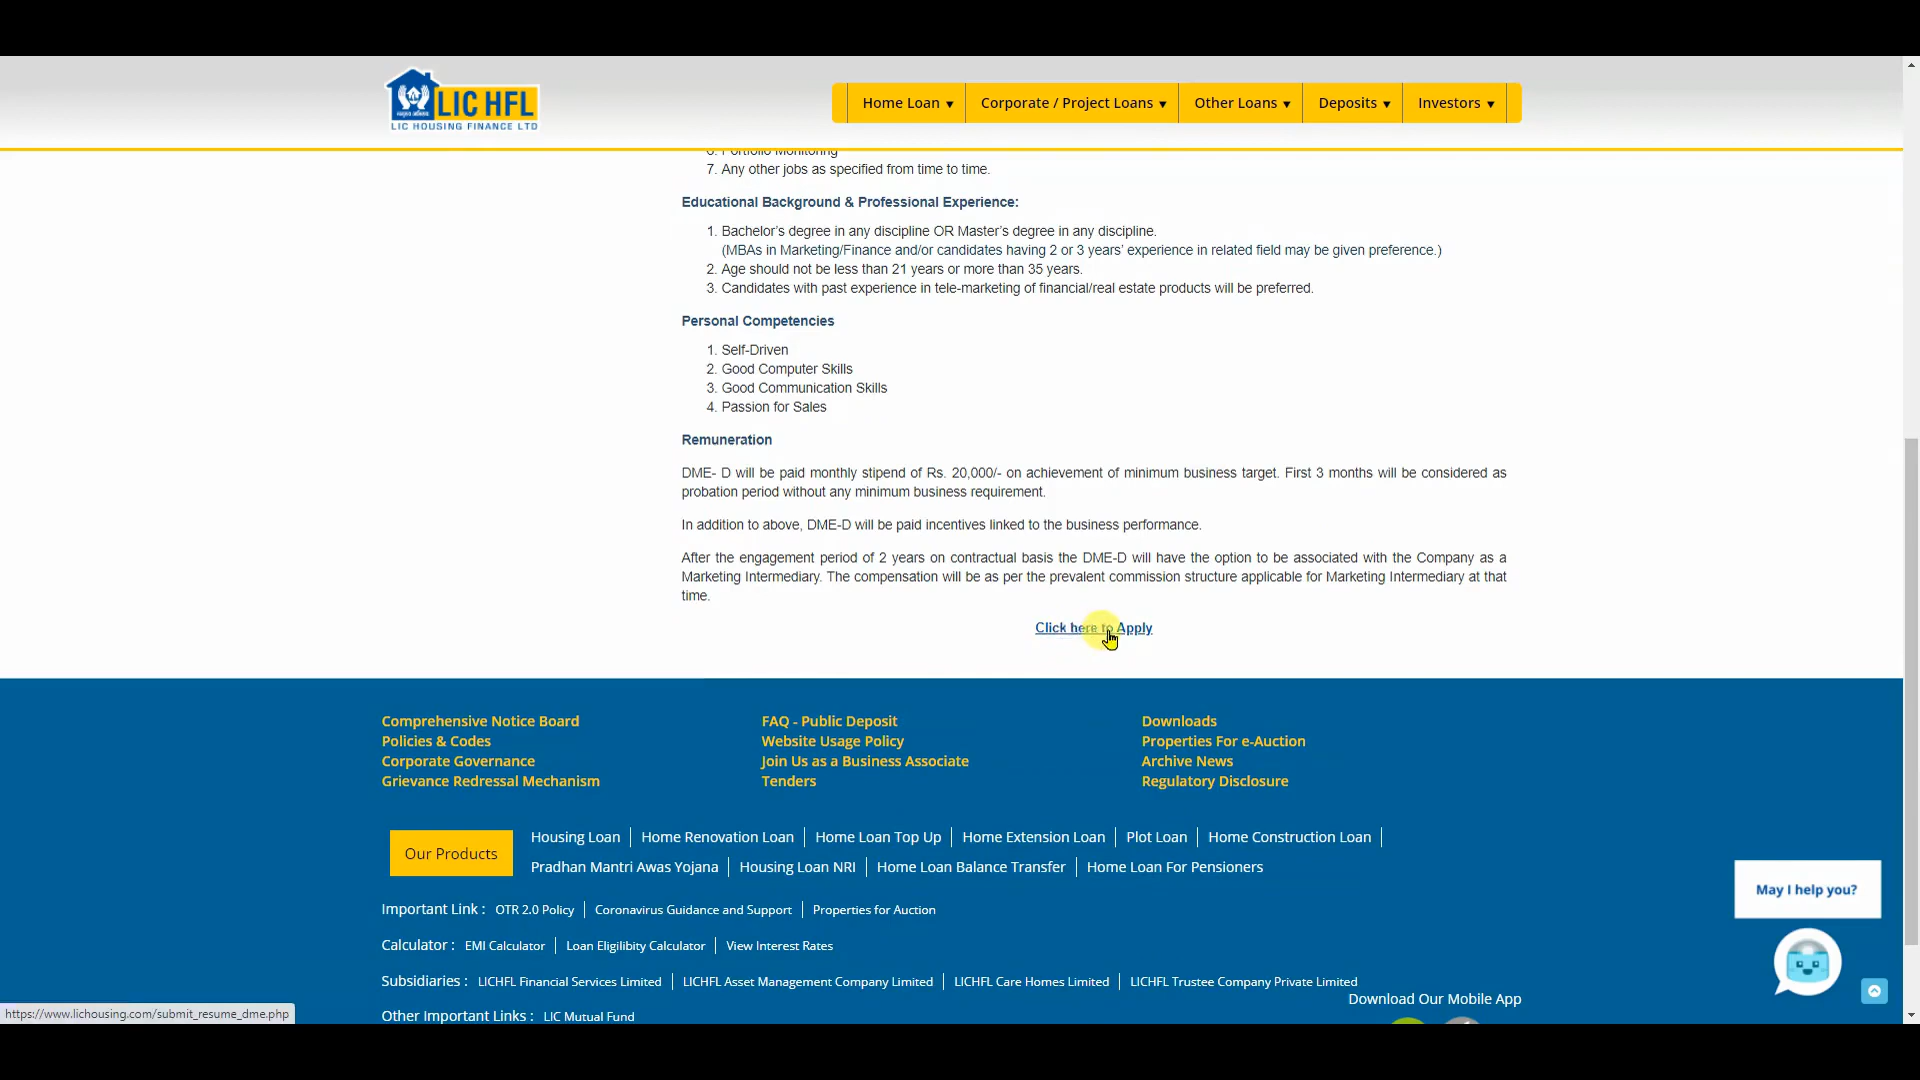 LIC HFL
LIC HOUSING FINANCE LTD
Home Loan ▼
Corporate / Project Loans ▼
Other Loans ▼
Deposits ▼
Investors ▼
6. Portfolio Monitoring
7. Any other jobs as specified from time to time.
Educational Background & Professional Experience:
1. Bachelor’s degree in any discipline OR Master’s degree in any discipline.
(MBAs in Marketing/Finance and/or candidates having 2 or 3 years’ experience in related field may be given preference.)
2. Age should not be less than 21 years or more than 35 years.
3. Candidates with past experience in tele-marketing of financial/real estate products will be preferred.
Personal Competencies
1. Self-Driven
2. Good Computer Skills
3. Good Communication Skills
4. Passion for Sales
Remuneration
DME- D will be paid monthly stipend of Rs. 20,000/- on achievement of minimum business target. First 3 months will be considered as
probation period without any minimum business requirement.
In addition to above, DME-D will be paid incentives linked to the business performance.
After the engagement period of 2 years on contractual basis the DME-D will have the option to be associated with the Company as a
Marketing Intermediary. The compensation will be as per the prevalent commission structure applicable for Marketing Intermediary at that
time.
Click here to Apply
Comprehensive Notice Board
Policies & Codes
Corporate Governance
Grievance Redressal Mechanism
FAQ - Public Deposit
Website Usage Policy
Join Us as a Business Associate
Tenders
Downloads
Properties For e-Auction
Archive News
Regulatory Disclosure
Our Products
Housing Loan | Home Renovation Loan | Home Loan Top Up | Home Extension Loan | Plot Loan | Home Construction Loan |
Pradhan Mantri Awas Yojana | Housing Loan NRI | Home Loan Balance Transfer | Home Loan For Pensioners
Important Link : OTR 2.0 Policy | Coronavirus Guidance and Support | Properties for Auction
Calculator : EMI Calculator | Loan Eligilibity Calculator | View Interest Rates
Subsidiaries : LICHFL Financial Services Limited | LICHFL Asset Management Company Limited | LICHFL Care Homes Limited | LICHFL Trustee Company Private Limited
Download Our Mobile App
Other Important Links : LIC Mutual Fund
May I help you?
https://www.lichousing.com/submit_resume_dme.php